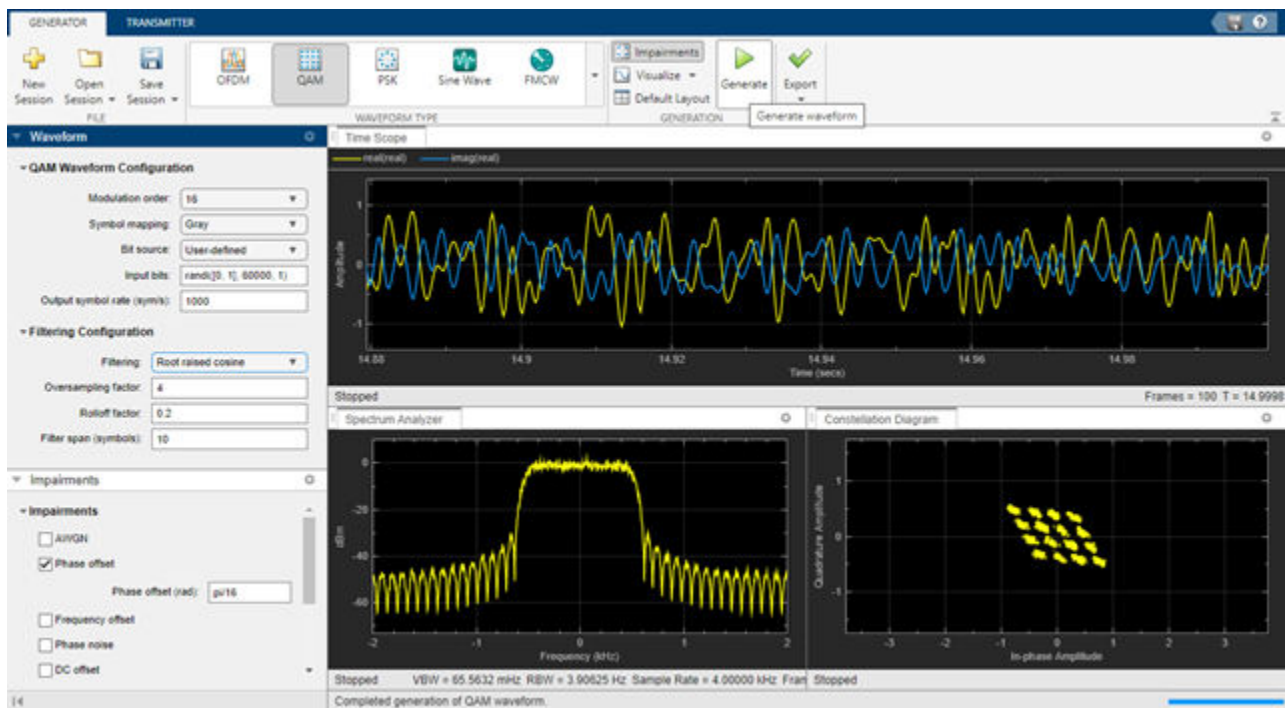 GENERATOR TRANSMITTER
New Session
Open Session
Save Session
OFDM
QAM
PSK
Sine Wave
FMCW
Impairments
Visualize
Default Layout
Generate
Export
FILE
WAVEFORM TYPE
GENERATION
Generate waveform
Waveform
QAM Waveform Configuration
Modulation order: 16
Symbol mapping: Gray
Bit source: User-defined
Input bits: randi([0, 1], 60000, 1)
Output symbol rate (sym/s): 1000
Filtering Configuration
Filtering: Root raised cosine
Oversampling factor: 4
Rolloff factor: 0.2
Filter span (symbols): 10
Impairments
Impairments
AWGN
Phase offset
Phase offset (rad): pi/16
Frequency offset
Phase noise
DC offset
Time Scope
real(real) imag(real)
Amplitude
1
0
-1
14.88 14.9 14.92 14.94 14.96 14.98
Time (secs)
Stopped Frames = 100 T = 14.9998
Spectrum Analyzer
dBm
0
-20
-40
-60
-2 -1 0 1 2
Frequency (kHz)
Stopped VBW = 65.5632 mHz RBW = 3.90625 Hz Sample Rate = 4.00000 kHz Fran
Constellation Diagram
Quadrature Amplitude
1
0
-1
-3 -2 -1 0 1 2 3
In-phase Amplitude
Stopped
Completed generation of QAM waveform.